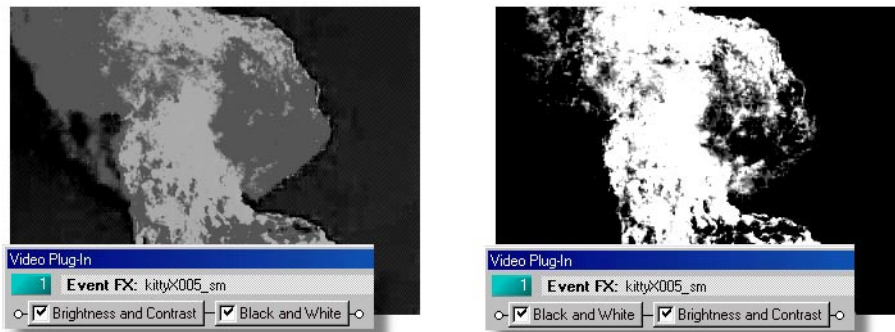 Video Plug-In
1 Event FX: kittyX005_sm
Brightness and Contrast Black and White
Video Plug-In
1 Event FX: kittyX005_sm
Black and White Brightness and Contrast